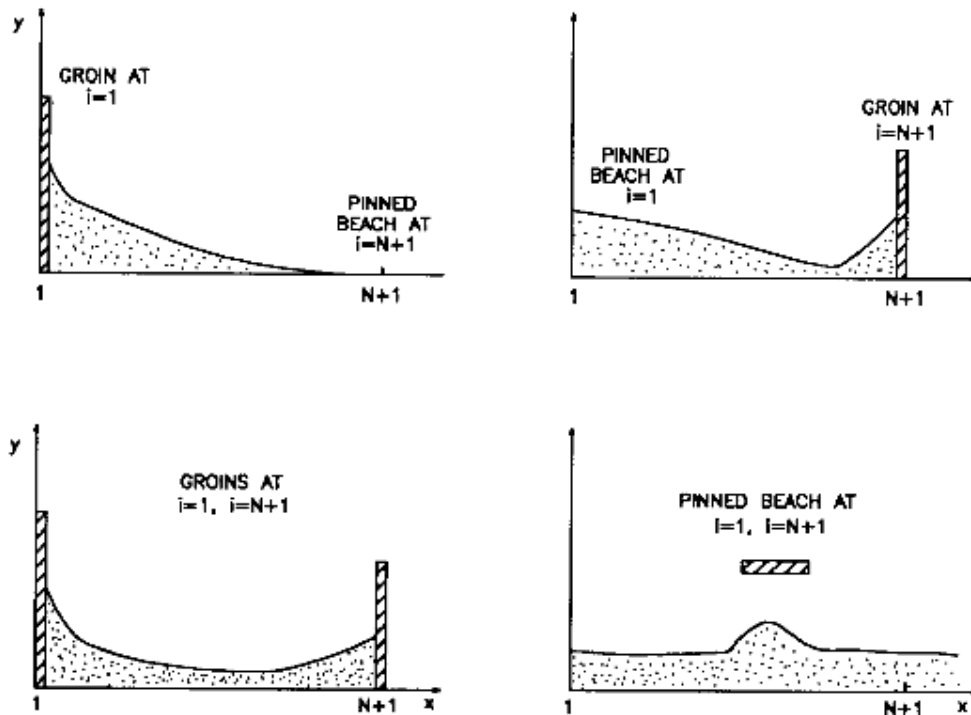 y
GROIN AT
i=1
PINNED
BEACH AT
i=N+1
1
N+1
GROIN AT
i=N+1
PINNED
BEACH AT
i=1
1
N+1
y
GROINS AT
i=1, i=N+1
1
N+1
x
PINNED BEACH AT
i=1, i=N+1
1
N+1
x